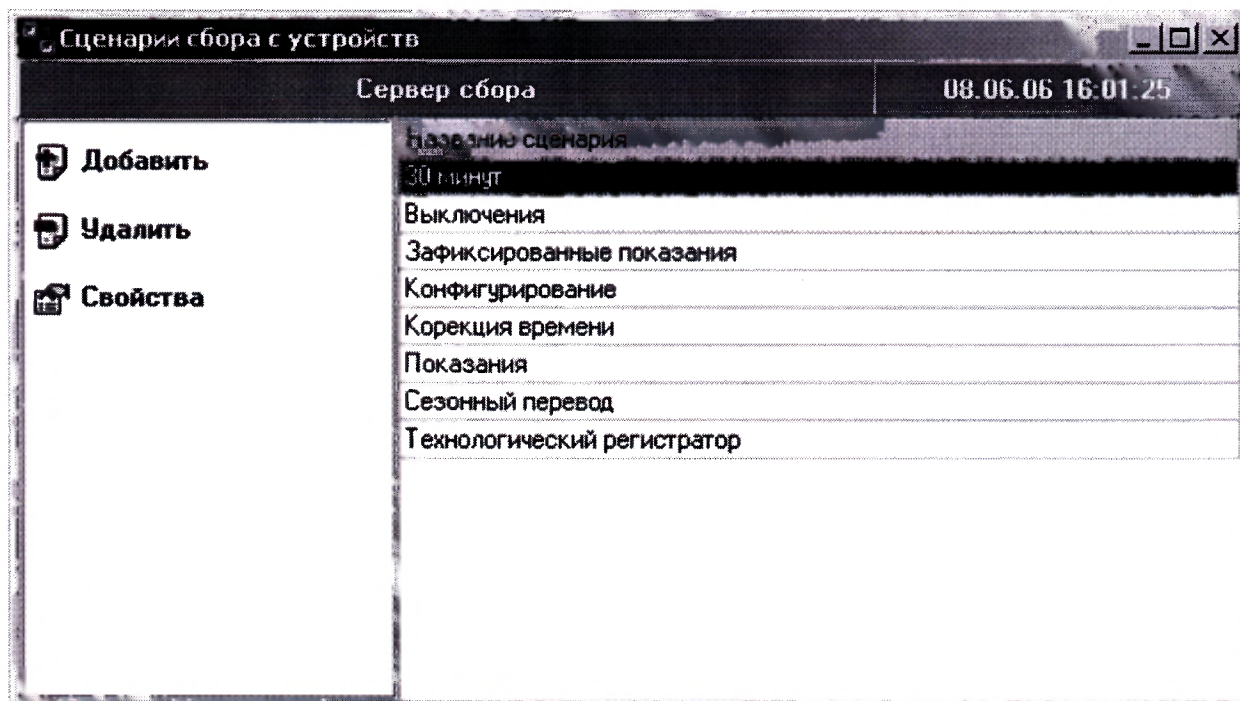 Сценарии сбора с устройств
Сервер сбора 08.06.06 16:01:25
Добавить
Удалить
Свойства
Название сценария
30 минут
Выключения
Зафиксированные показания
Конфигурирование
Корекция времени
Показания
Сезонный перевод
Технологический регистратор